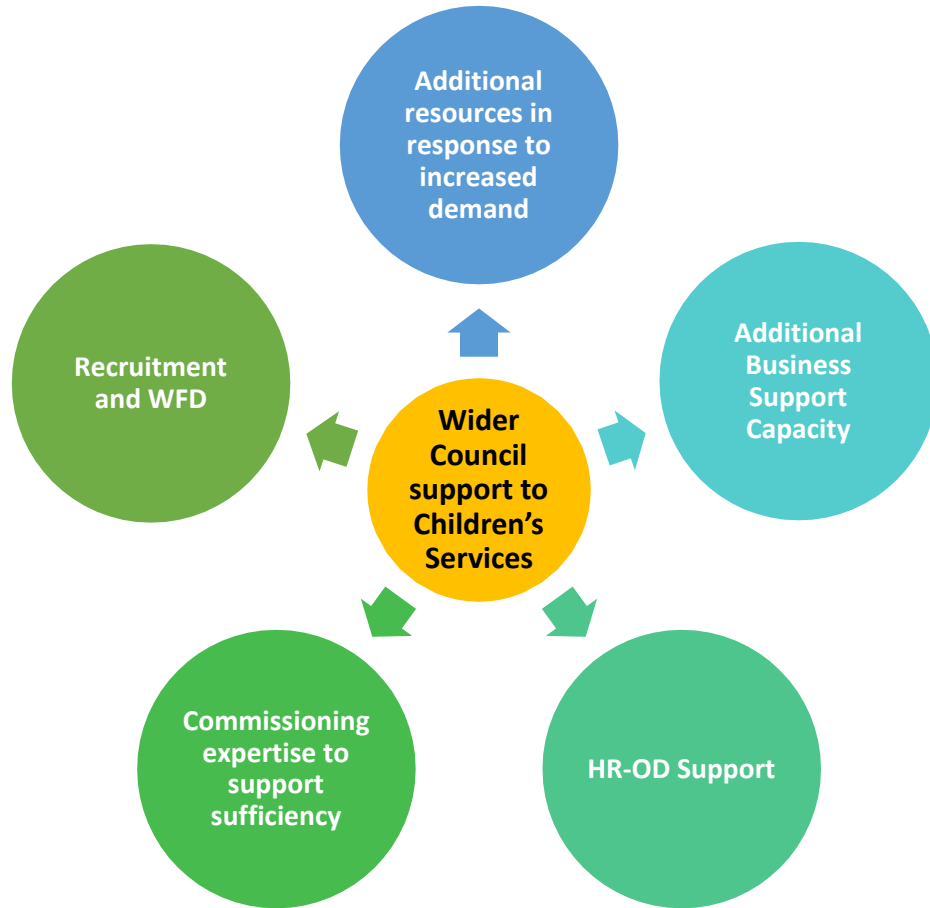 Additional
resources in
response to
increased
demand
Additional
Business
Support
Capacity
HR-OD Support
Commissioning
expertise to
support
sufficiency
Recruitment
and WFD
Wider
Council
support to
Children’s
Services